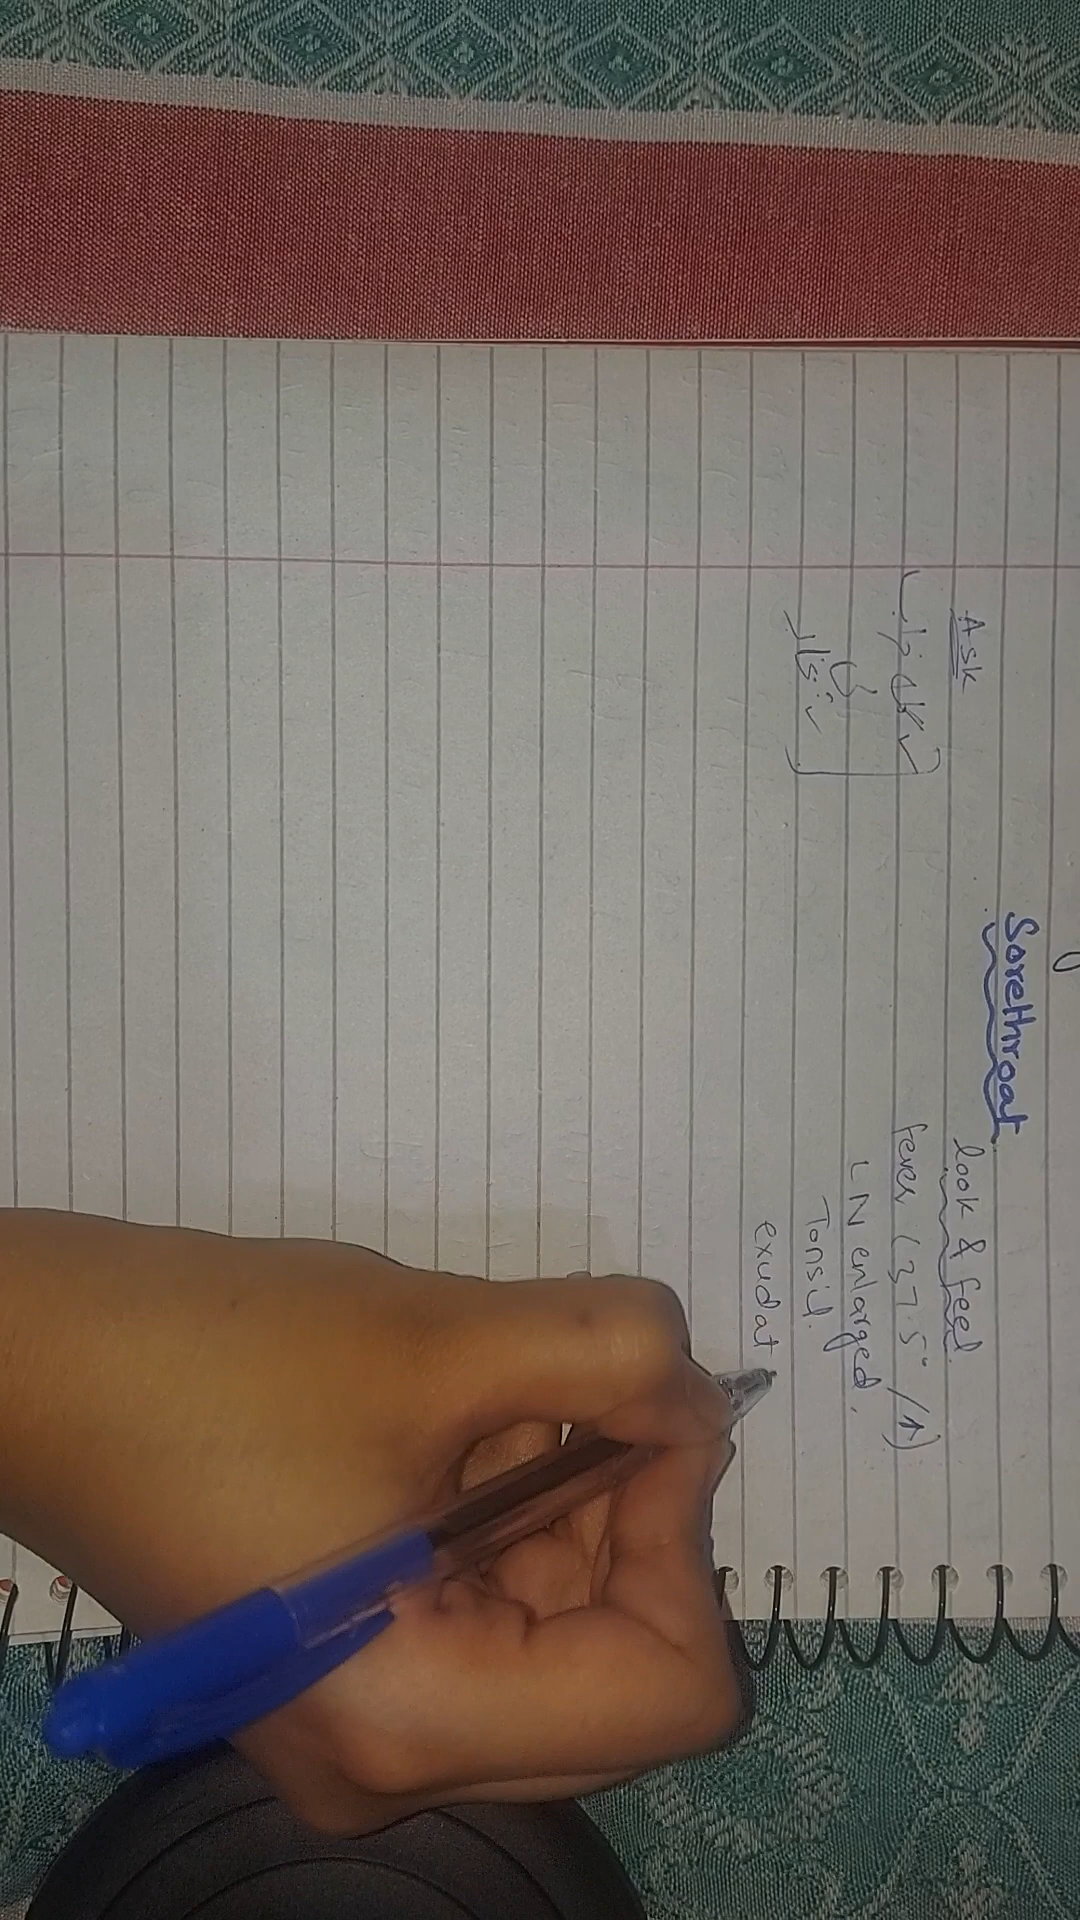 Sorethroat
Ask
look & feel.
fever (37.5° /↑)
LN enlarged.
Tonsil.
exudat